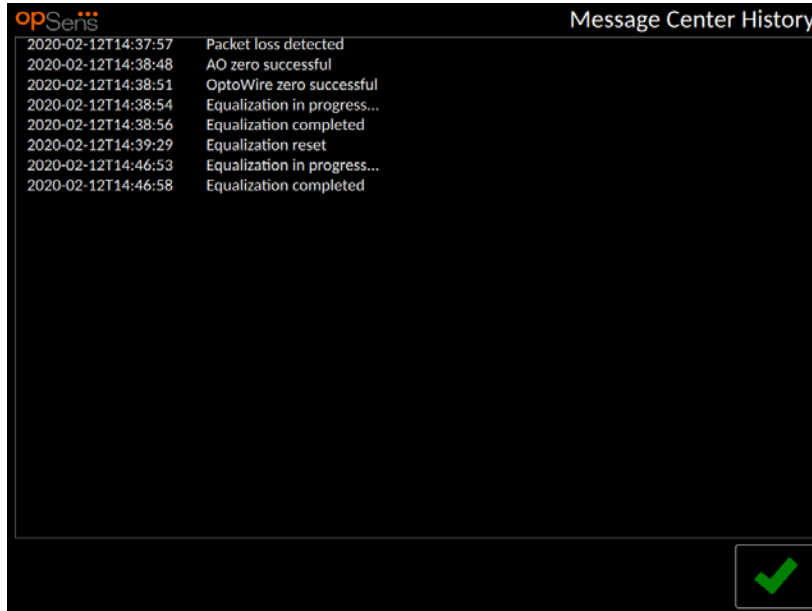 opSens
Message Center History
2020-02-12T14:37:57 Packet loss detected
2020-02-12T14:38:48 AO zero successful
2020-02-12T14:38:51 OptoWire zero successful
2020-02-12T14:38:54 Equalization in progress...
2020-02-12T14:38:56 Equalization completed
2020-02-12T14:39:29 Equalization reset
2020-02-12T14:46:53 Equalization in progress...
2020-02-12T14:46:58 Equalization completed